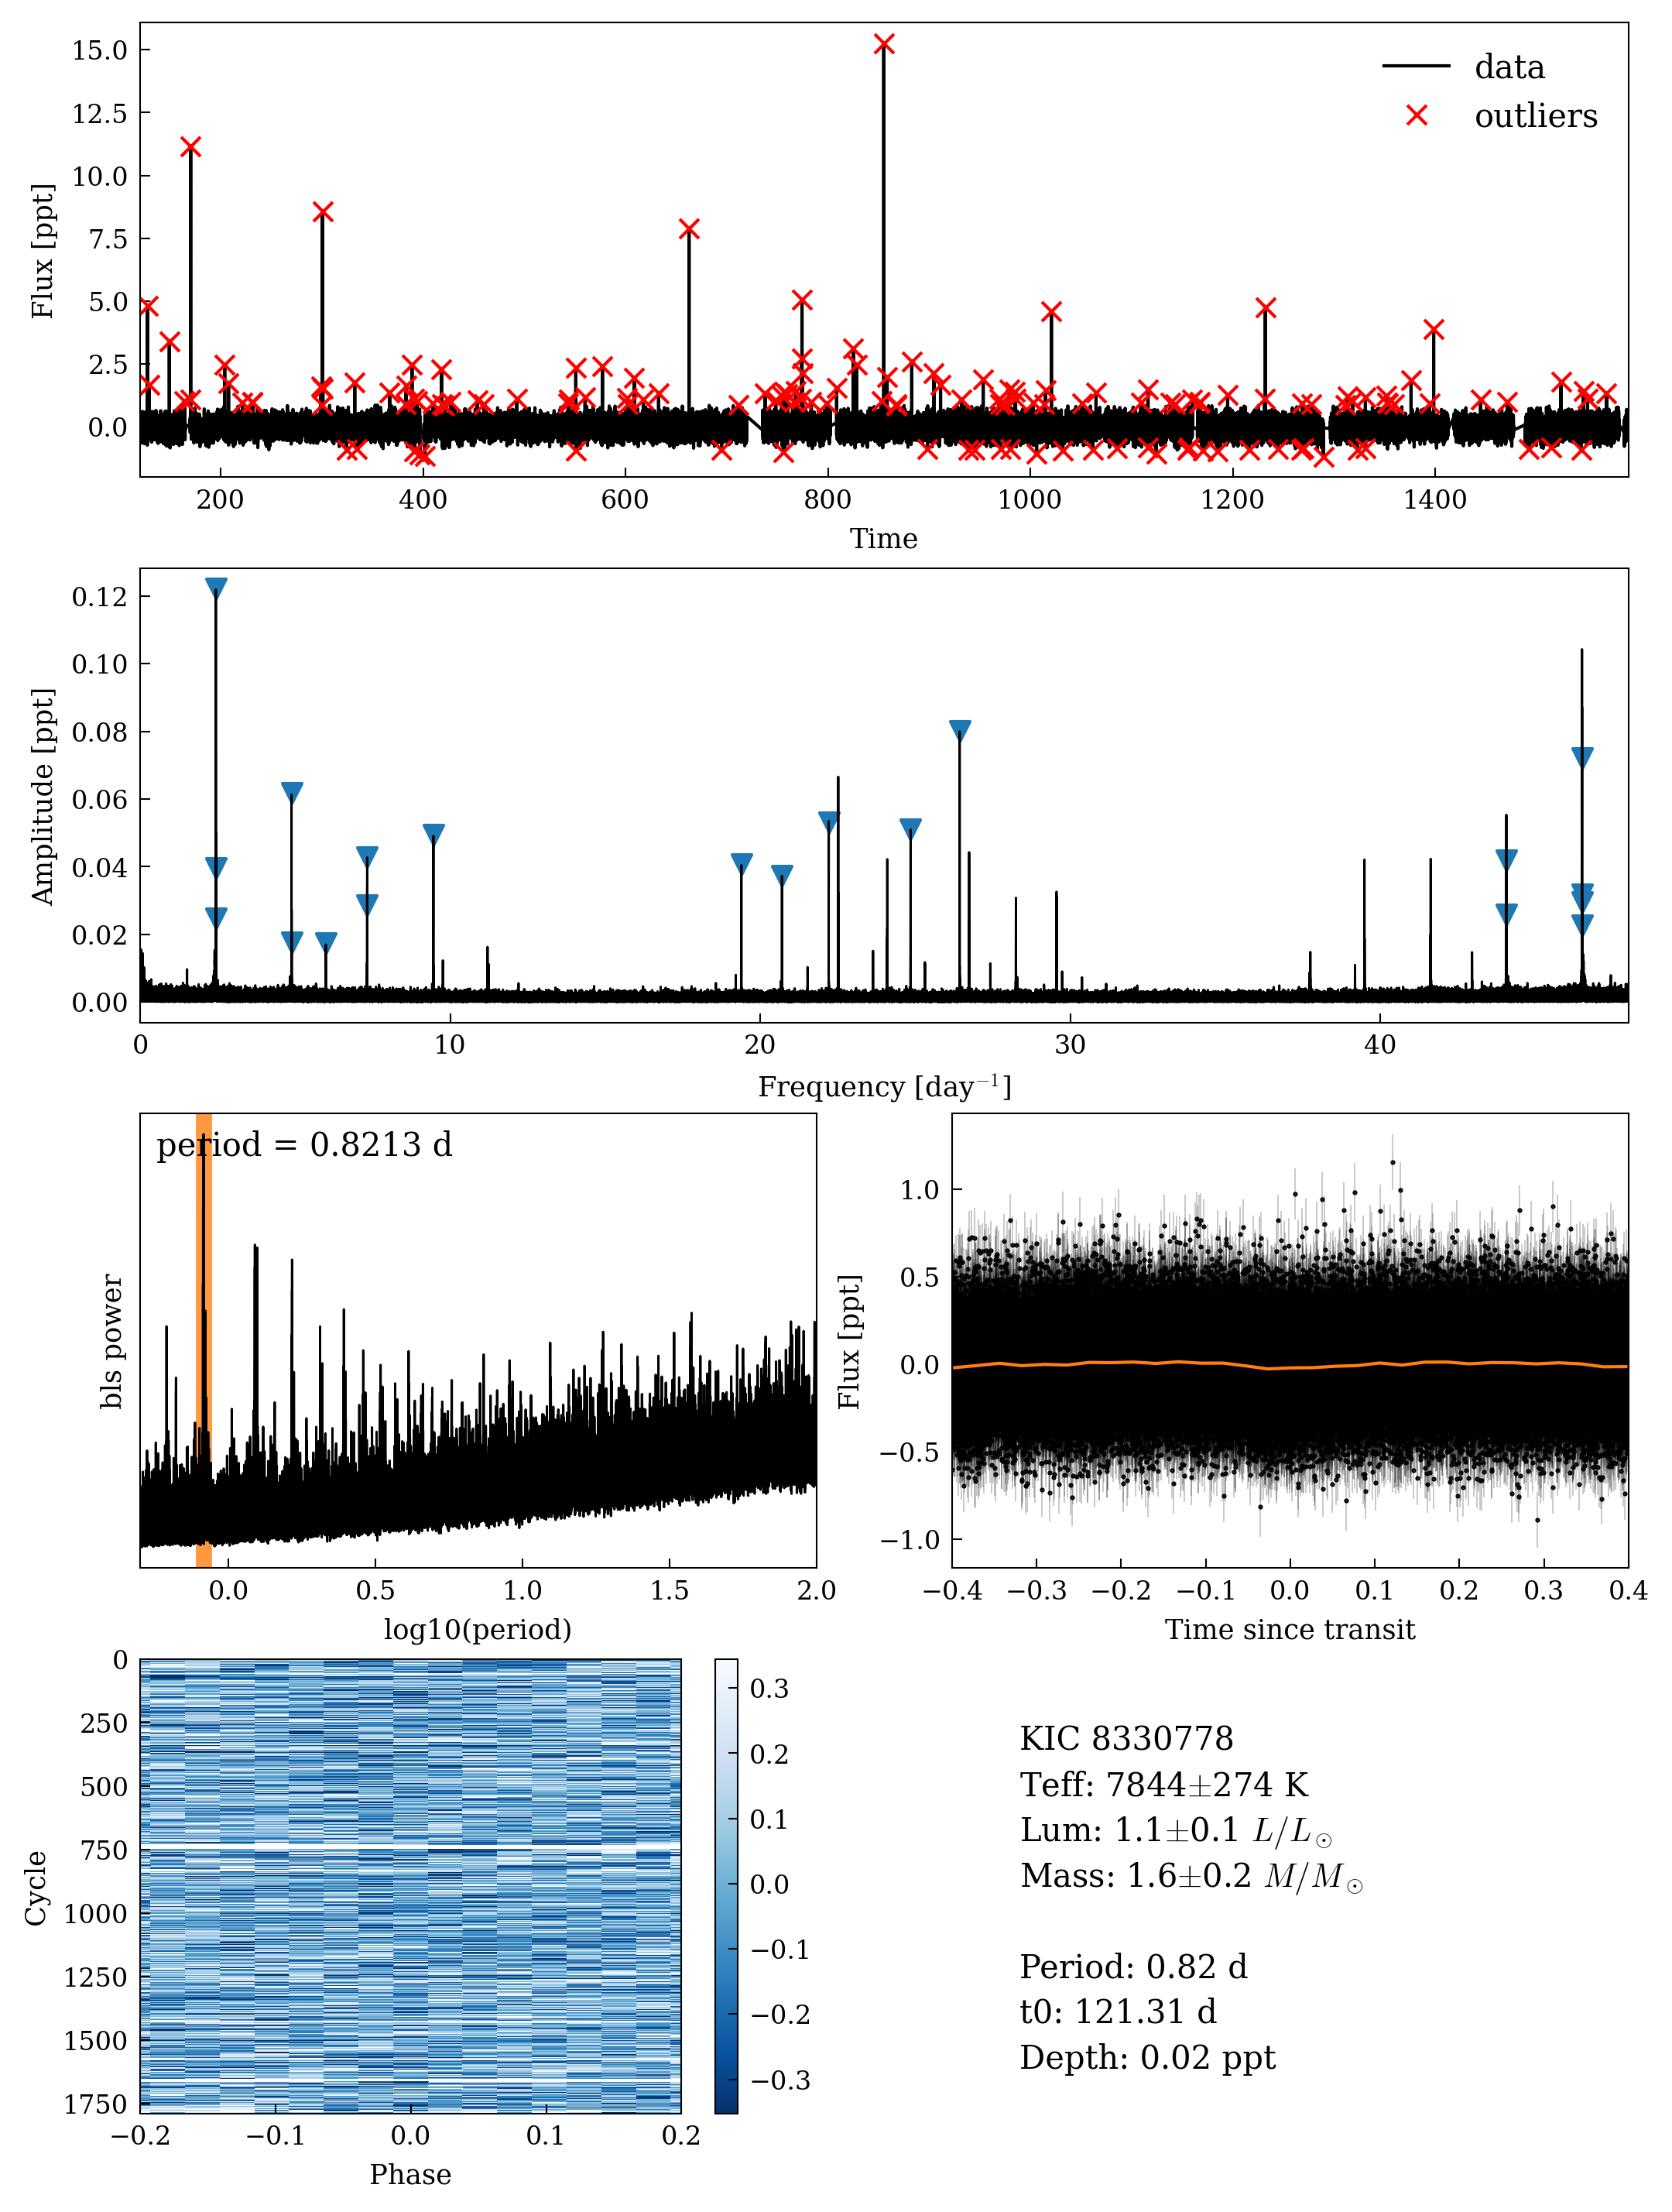 15.0
12.5
10.0
7.5
5.0
2.5
0.0
Flux [ppt]
data
outliers
200 400 600 800 1000 1200 1400
Time
0.12
0.10
0.08
0.06
0.04
0.02
0.00
Amplitude [ppt]
0 10 20 30 40
Frequency [day⁻¹]
period = 0.8213 d
bls power
0.0 0.5 1.0 1.5 2.0
log10(period)
1.0
0.5
0.0
−0.5
−1.0
Flux [ppt]
−0.4 −0.3 −0.2 −0.1 0.0 0.1 0.2 0.3 0.4
Time since transit
0
250
500
750
1000
1250
1500
1750
Cycle
−0.2 −0.1 0.0 0.1 0.2
Phase
0.3
0.2
0.1
0.0
−0.1
−0.2
−0.3
KIC 8330778
Teff: 7844±274 K
Lum: 1.1±0.1 L/L☉
Mass: 1.6±0.2 M/M☉
Period: 0.82 d
t0: 121.31 d
Depth: 0.02 ppt